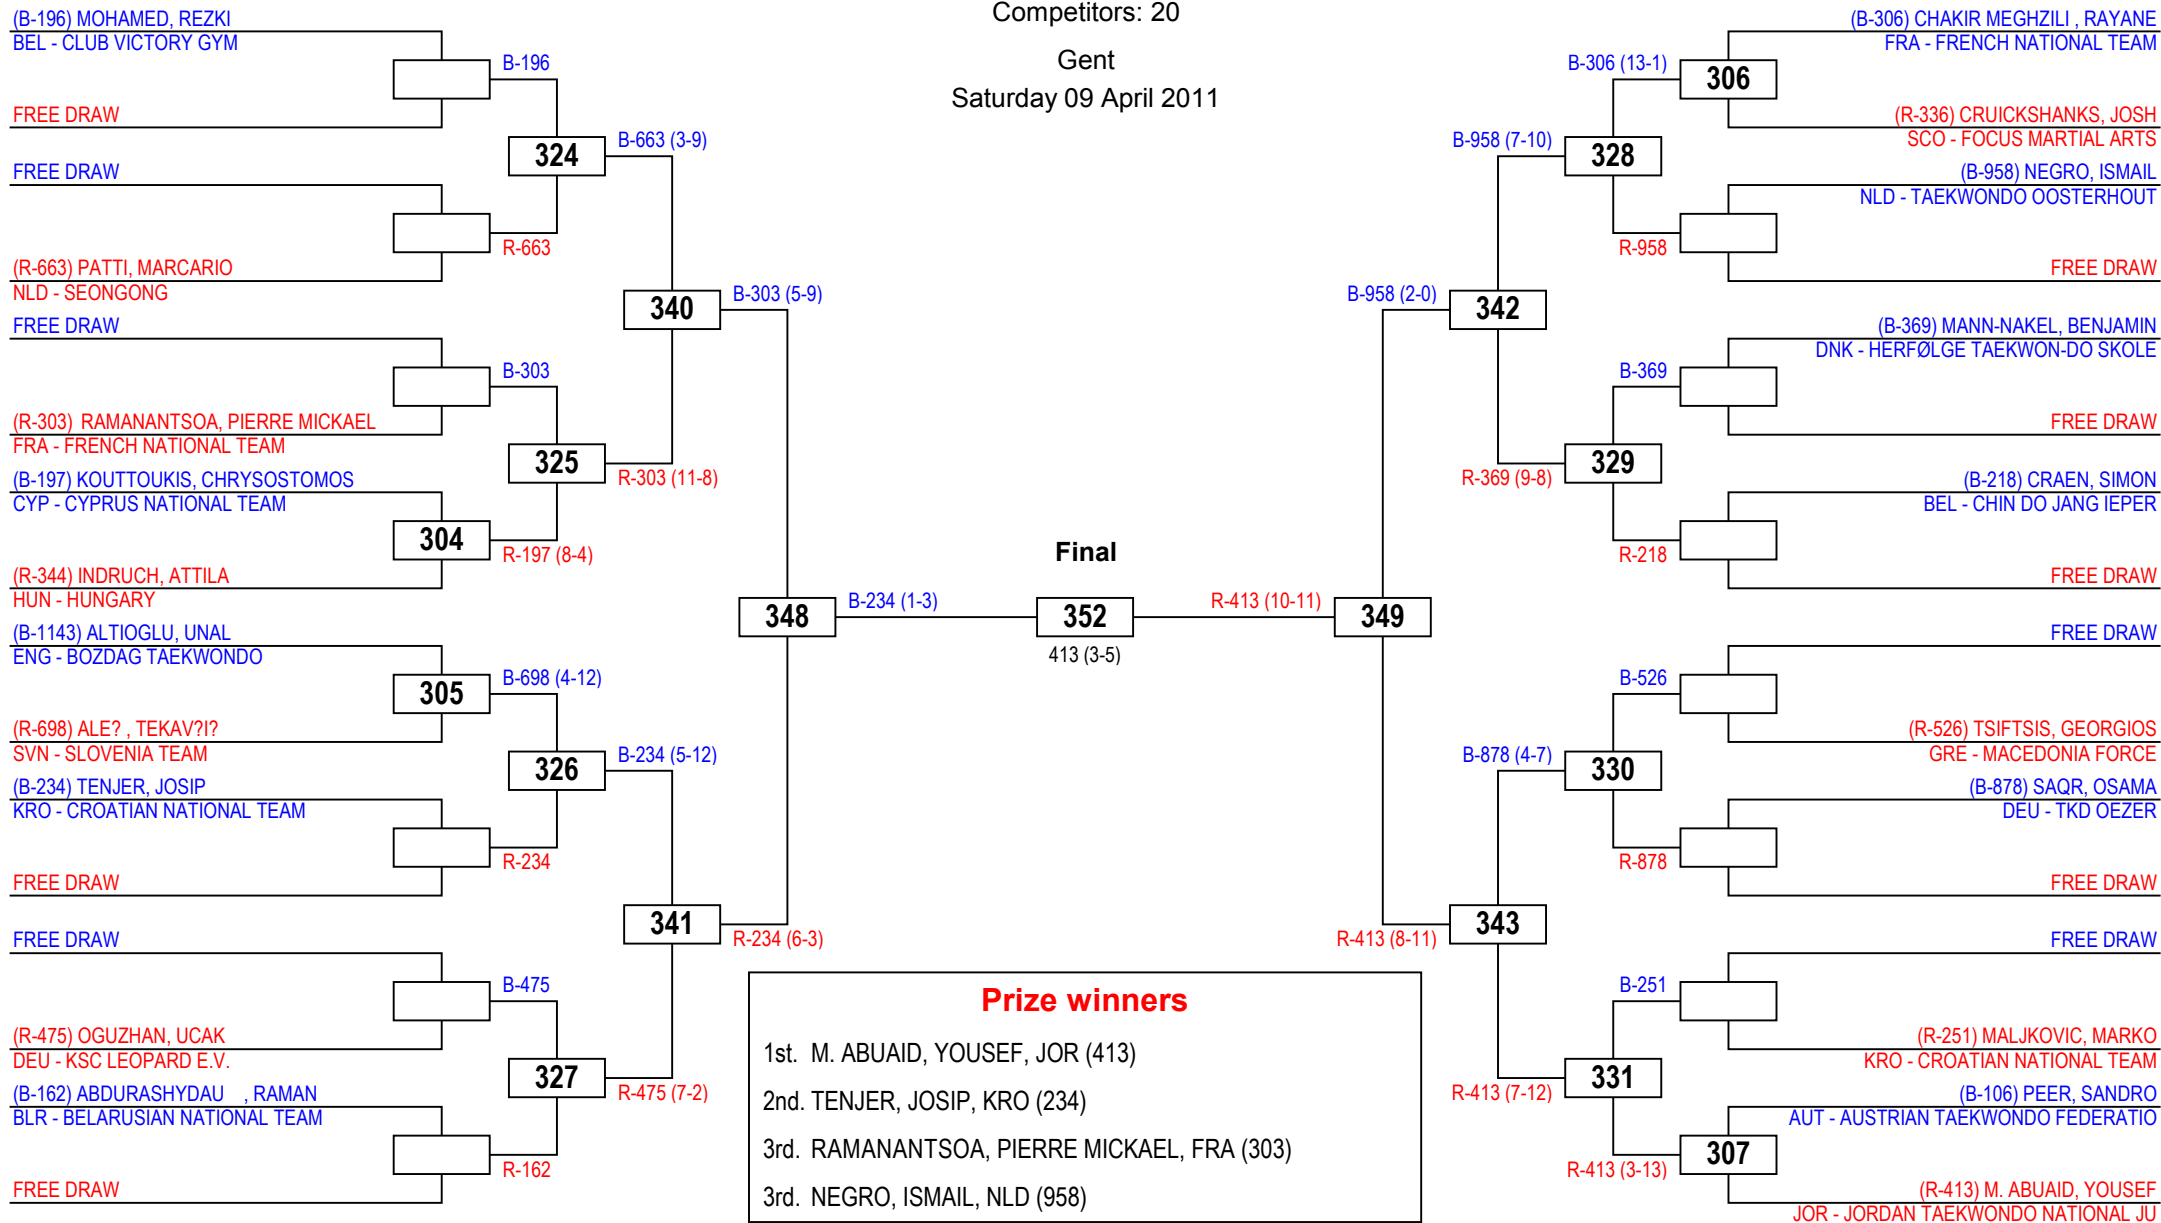 Competitors: 20
Gent
Saturday 09 April 2011
(B-196) MOHAMED, REZKI
BEL - CLUB VICTORY GYM
B-196
FREE DRAW
324
B-663 (3-9)
FREE DRAW
R-663
(R-663) PATTI, MARCARIO
NLD - SEONGONG
340
B-303 (5-9)
FREE DRAW
B-303
(R-303) RAMANANTSOA, PIERRE MICKAEL
FRA - FRENCH NATIONAL TEAM
325
R-303 (11-8)
(B-197) KOUTTOUKIS, CHRYSOSTOMOS
CYP - CYPRUS NATIONAL TEAM
304
R-197 (8-4)
(R-344) INDRUCH, ATTILA
HUN - HUNGARY
348
B-234 (1-3)
(B-1143) ALTIOGLU, UNAL
ENG - BOZDAG TAEKWONDO
305
B-698 (4-12)
(R-698) ALE? , TEKAV?I?
SVN - SLOVENIA TEAM
326
B-234 (5-12)
(B-234) TENJER, JOSIP
KRO - CROATIAN NATIONAL TEAM
R-234
FREE DRAW
341
R-234 (6-3)
FREE DRAW
B-475
(R-475) OGUZHAN, UCAK
DEU - KSC LEOPARD E.V.
327
R-475 (7-2)
(B-162) ABDURASHYDAU , RAMAN
BLR - BELARUSIAN NATIONAL TEAM
R-162
FREE DRAW
Final
352
413 (3-5)
(B-306) CHAKIR MEGHZILI , RAYANE
FRA - FRENCH NATIONAL TEAM
B-306 (13-1)
306
(R-336) CRUICKSHANKS, JOSH
SCO - FOCUS MARTIAL ARTS
B-958 (7-10)
328
(B-958) NEGRO, ISMAIL
NLD - TAEKWONDO OOSTERHOUT
R-958
FREE DRAW
B-958 (2-0)
342
(B-369) MANN-NAKEL, BENJAMIN
DNK - HERFØLGE TAEKWON-DO SKOLE
B-369
FREE DRAW
R-369 (9-8)
329
(B-218) CRAEN, SIMON
BEL - CHIN DO JANG IEPER
R-218
FREE DRAW
R-413 (10-11)
349
FREE DRAW
B-526
(R-526) TSIFTSIS, GEORGIOS
GRE - MACEDONIA FORCE
B-878 (4-7)
330
(B-878) SAQR, OSAMA
DEU - TKD OEZER
R-878
FREE DRAW
R-413 (8-11)
343
FREE DRAW
B-251
(R-251) MALJKOVIC, MARKO
KRO - CROATIAN NATIONAL TEAM
R-413 (7-12)
331
(B-106) PEER, SANDRO
AUT - AUSTRIAN TAEKWONDO FEDERATIO
307
R-413 (3-13)
(R-413) M. ABUAID, YOUSEF
JOR - JORDAN TAEKWONDO NATIONAL JU
Prize winners
1st. M. ABUAID, YOUSEF, JOR (413)
2nd. TENJER, JOSIP, KRO (234)
3rd. RAMANANTSOA, PIERRE MICKAEL, FRA (303)
3rd. NEGRO, ISMAIL, NLD (958)